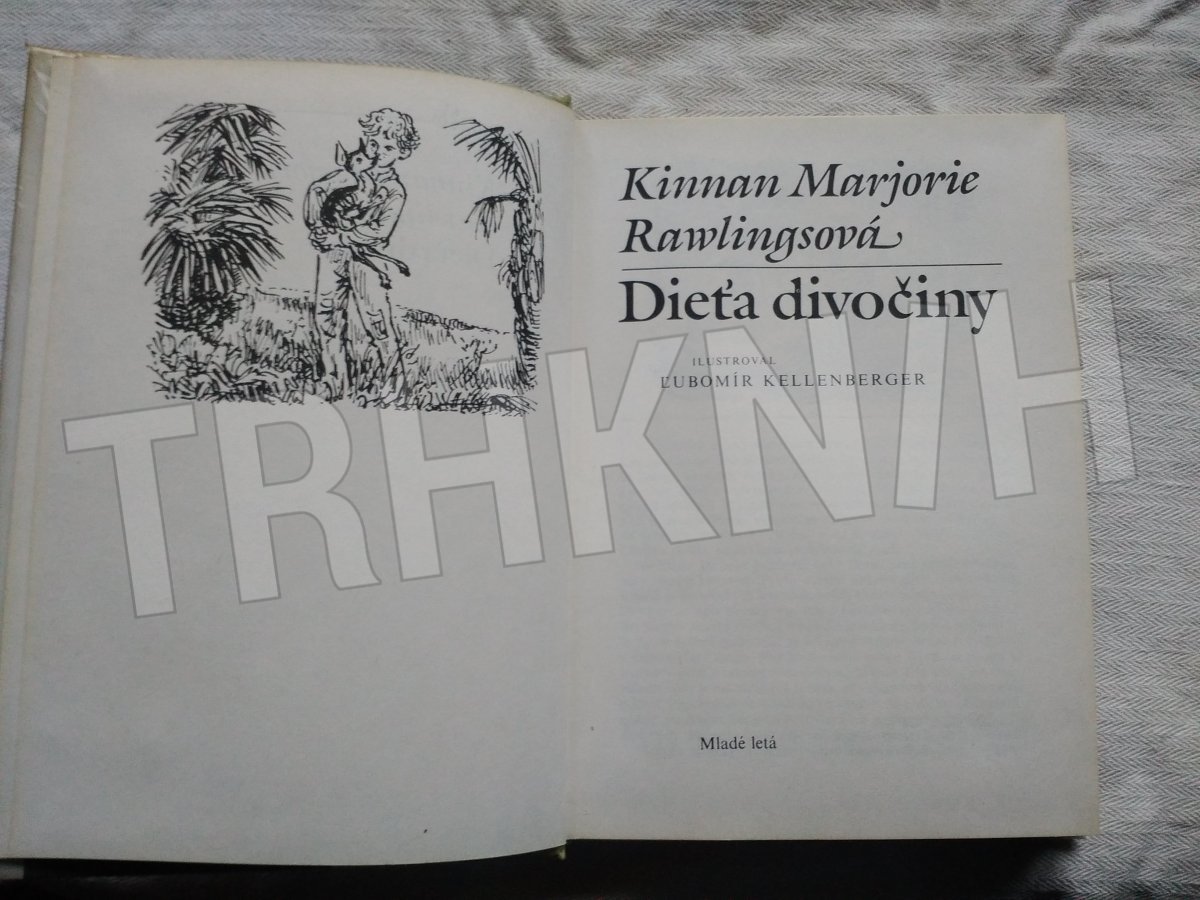 Kinnan Marjorie
Rawlingsová
Dieťa divočiny
ILUSTROVAL
ĽUBOMÍR KELLENBERGER
TRHKNIH
Mladé letá